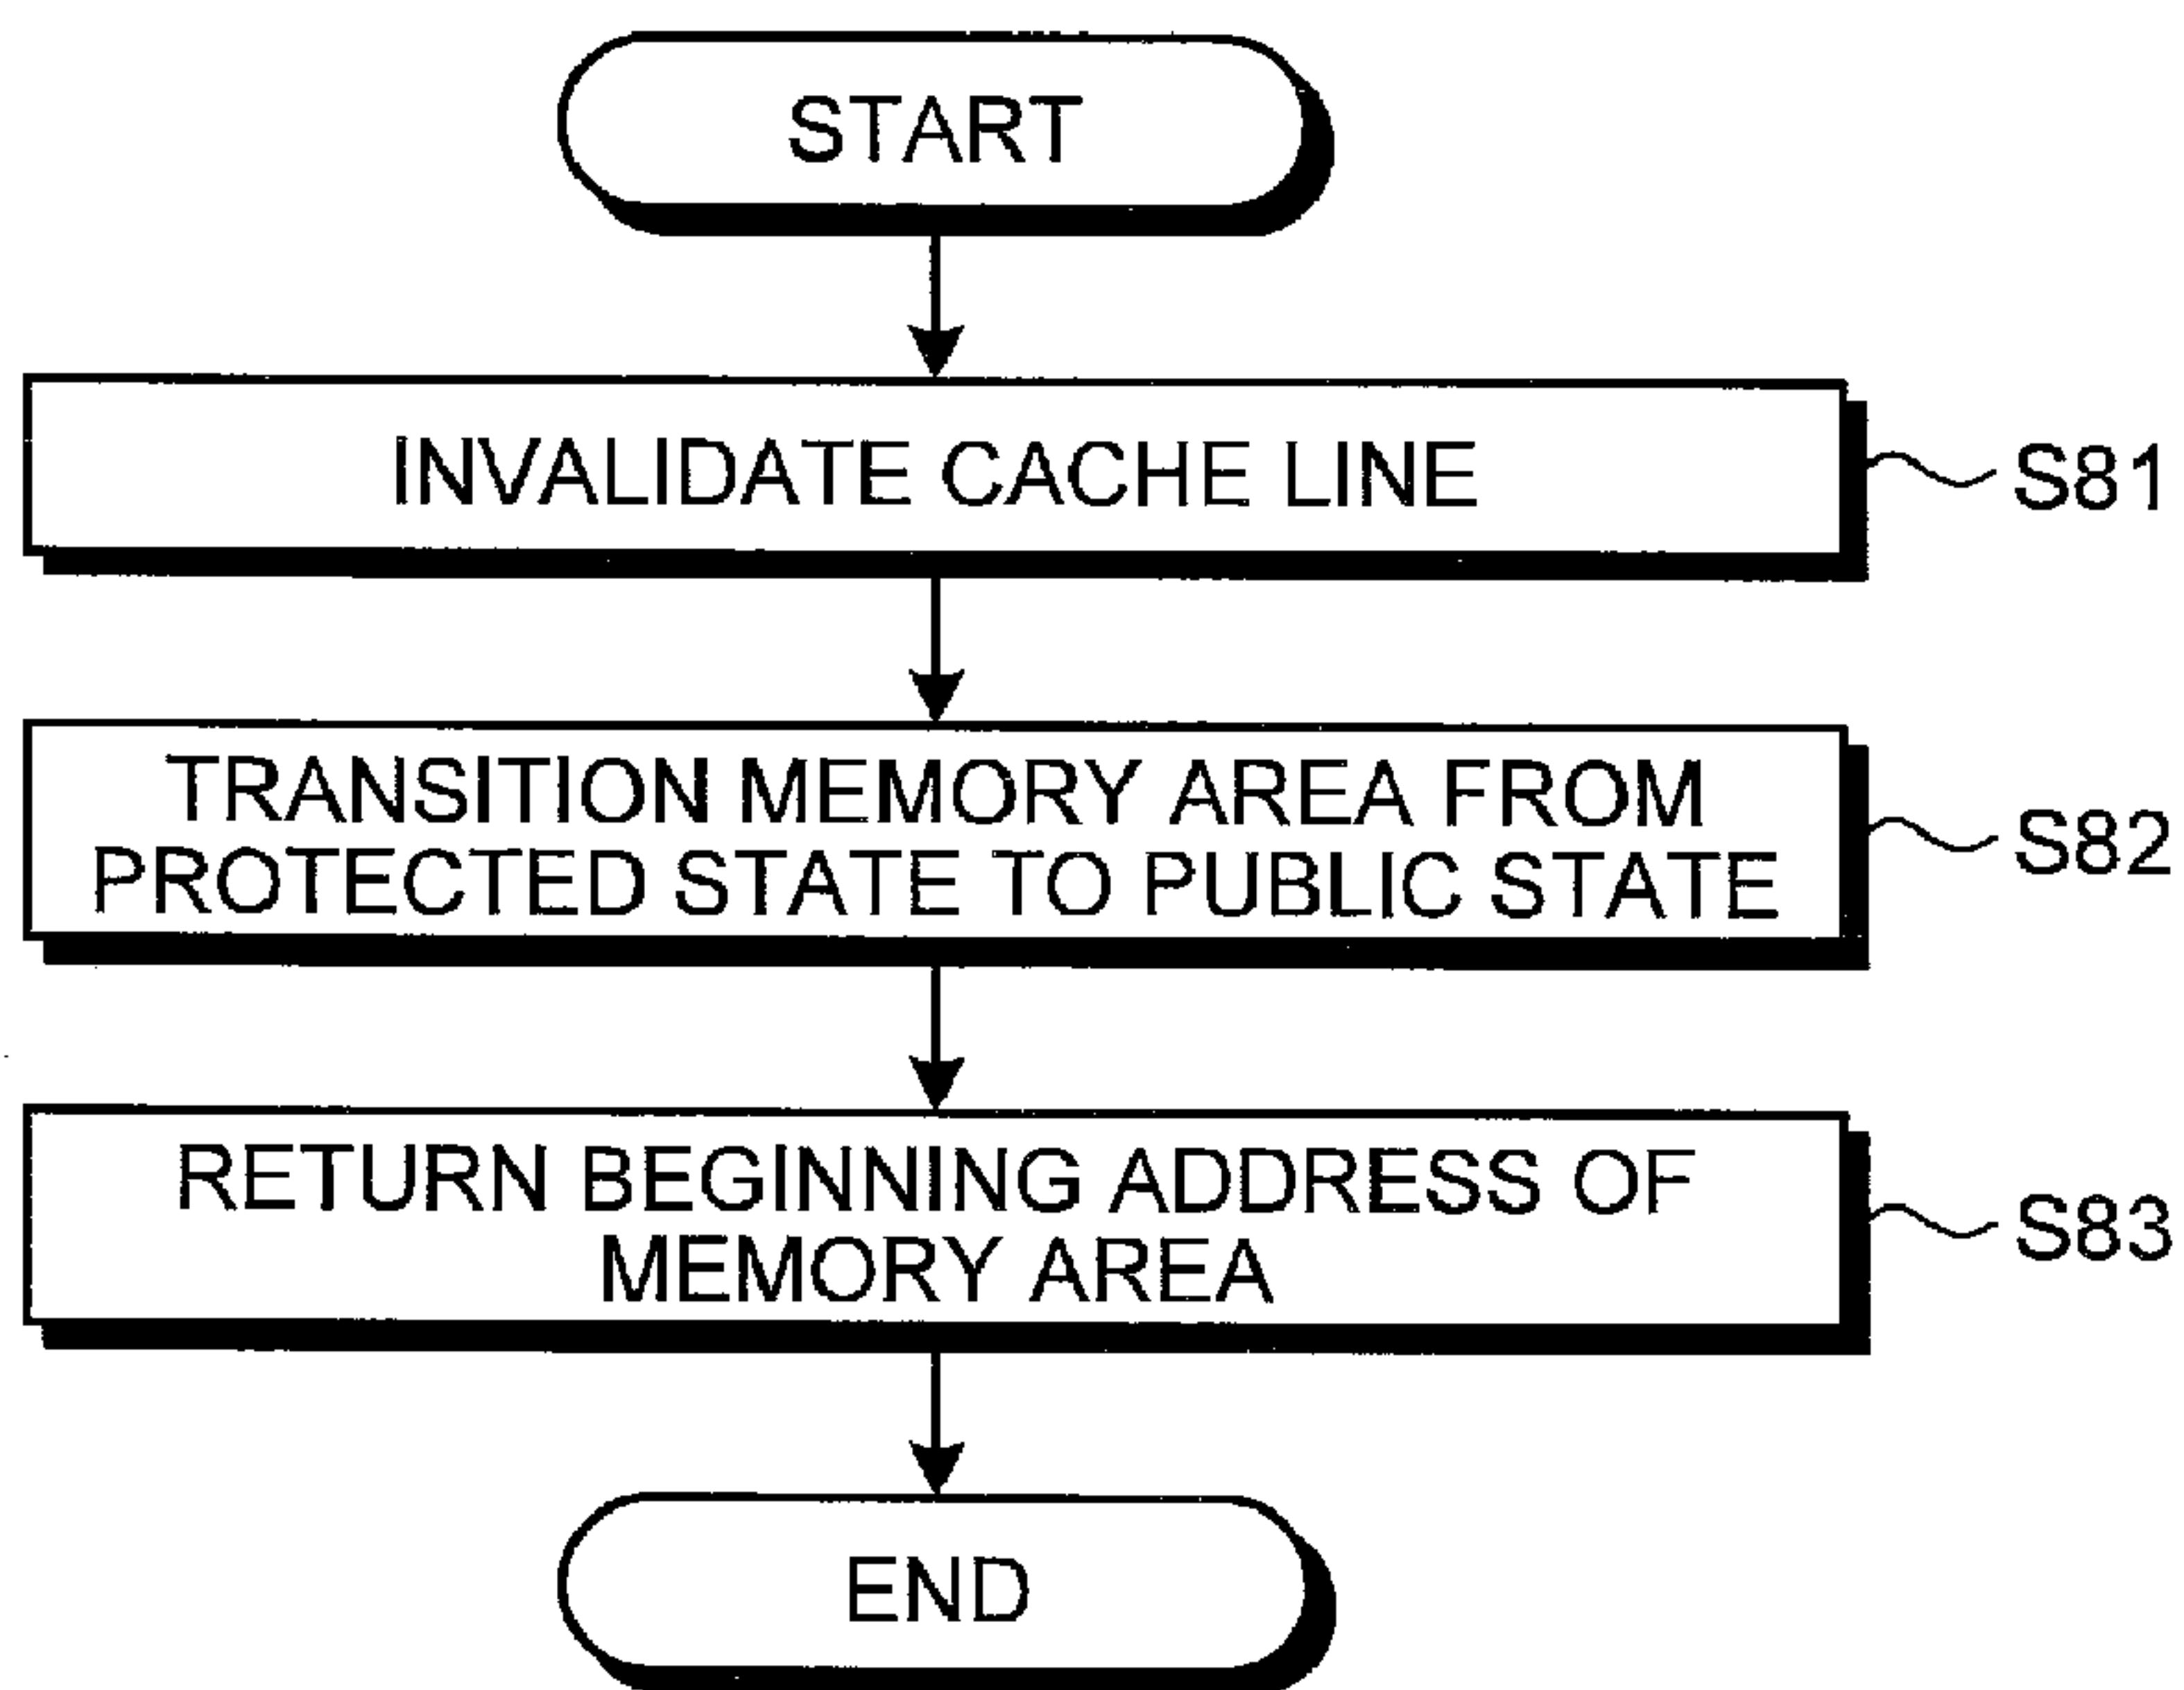 START
INVALIDATE CACHE LINE
S81
TRANSITION MEMORY AREA FROM
PROTECTED STATE TO PUBLIC STATE
S82
RETURN BEGINNING ADDRESS OF
MEMORY AREA
S83
END